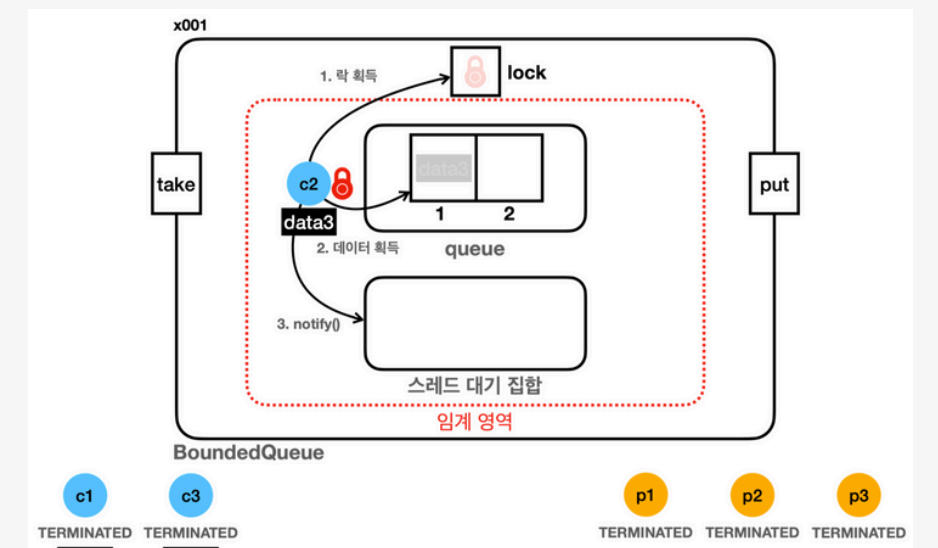 x001
1. 락 획득
lock
data3
take
c2
put
data3
1 2
2. 데이터 획득
queue
3. notify()
스레드 대기 집합
임계 영역
BoundedQueue
c1 c3 p1 p2 p3
TERMINATED TERMINATED TERMINATED TERMINATED TERMINATED